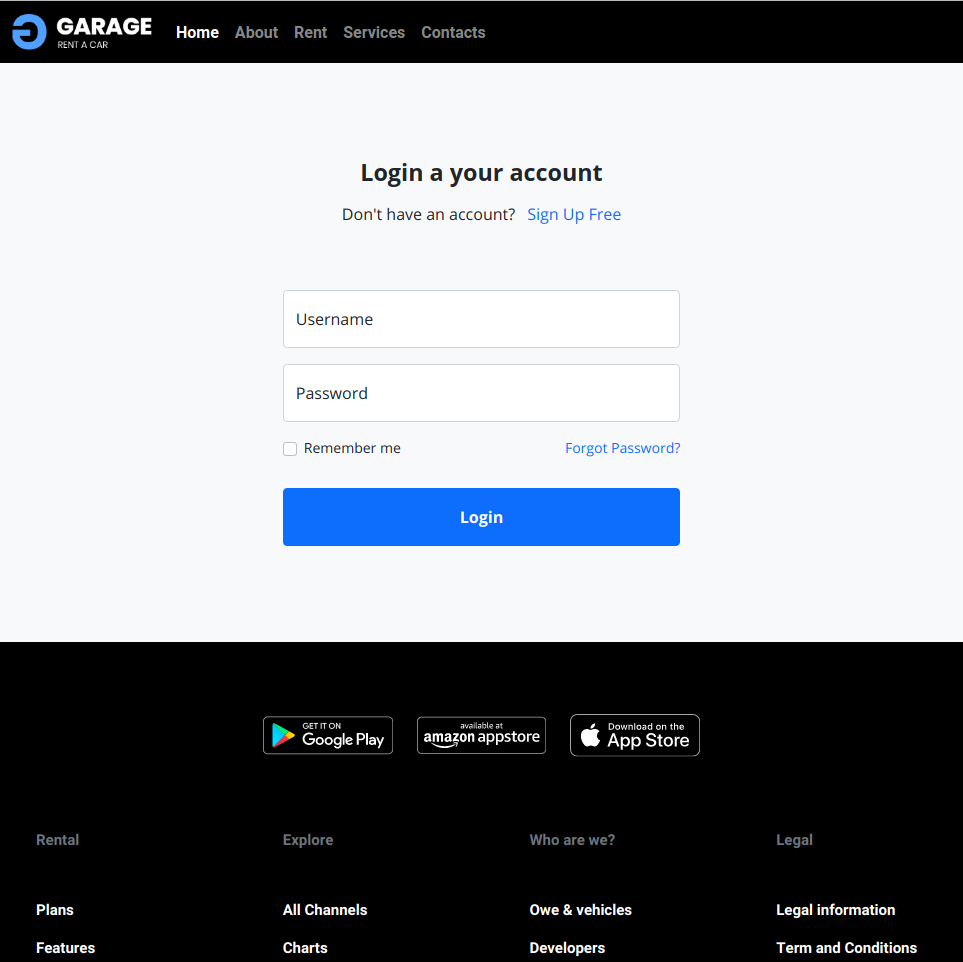 GARAGE
RENT A CAR
Home About Rent Services Contacts
Login a your account
Don't have an account? Sign Up Free
Username
Password
Remember me Forgot Password?
Login
GET IT ON
Google Play
available at
amazon appstore
Download on the
App Store
Rental Explore Who are we? Legal
Plans All Channels Owe & vehicles Legal information
Features Charts Developers Term and Conditions